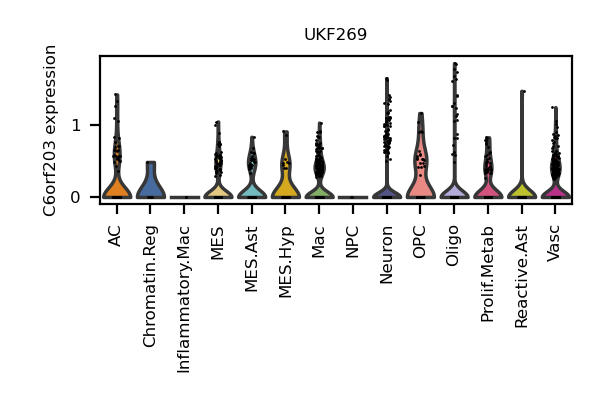 UKF269
C6orf203 expression
1
0
AC
Chromatin.Reg
Inflammatory.Mac
MES
MES.Ast
MES.Hyp
Mac
NPC
Neuron
OPC
Oligo
Prolif.Metab
Reactive.Ast
Vasc